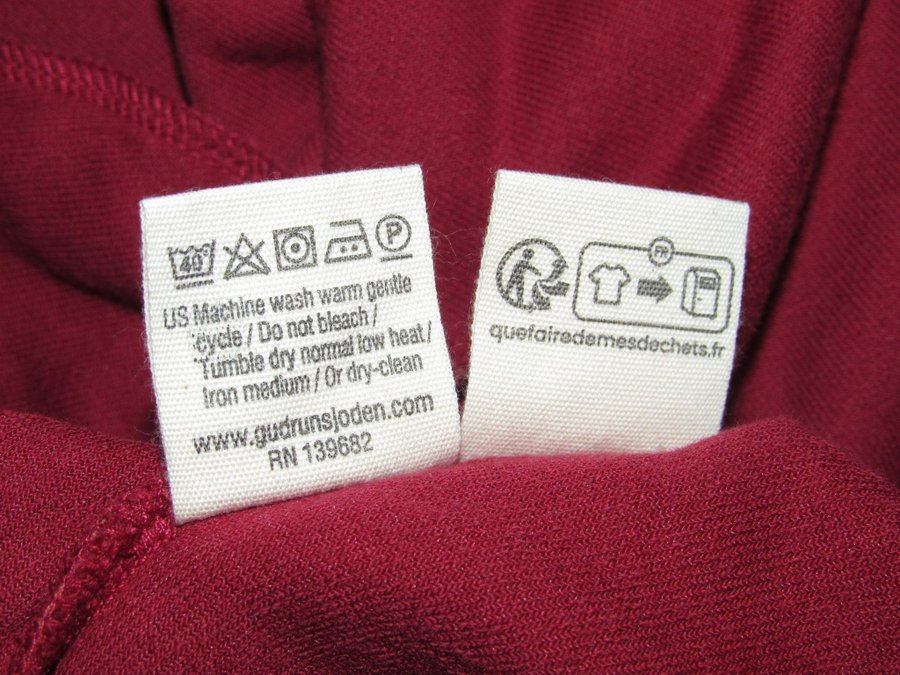 40°
P
US Machine wash warm gentle
cycle / Do not bleach /
Tumble dry normal low heat /
Iron medium / Or dry-clean
www.gudrunsjoden.com
RN 139682
FR
quefairedemesdechets.fr